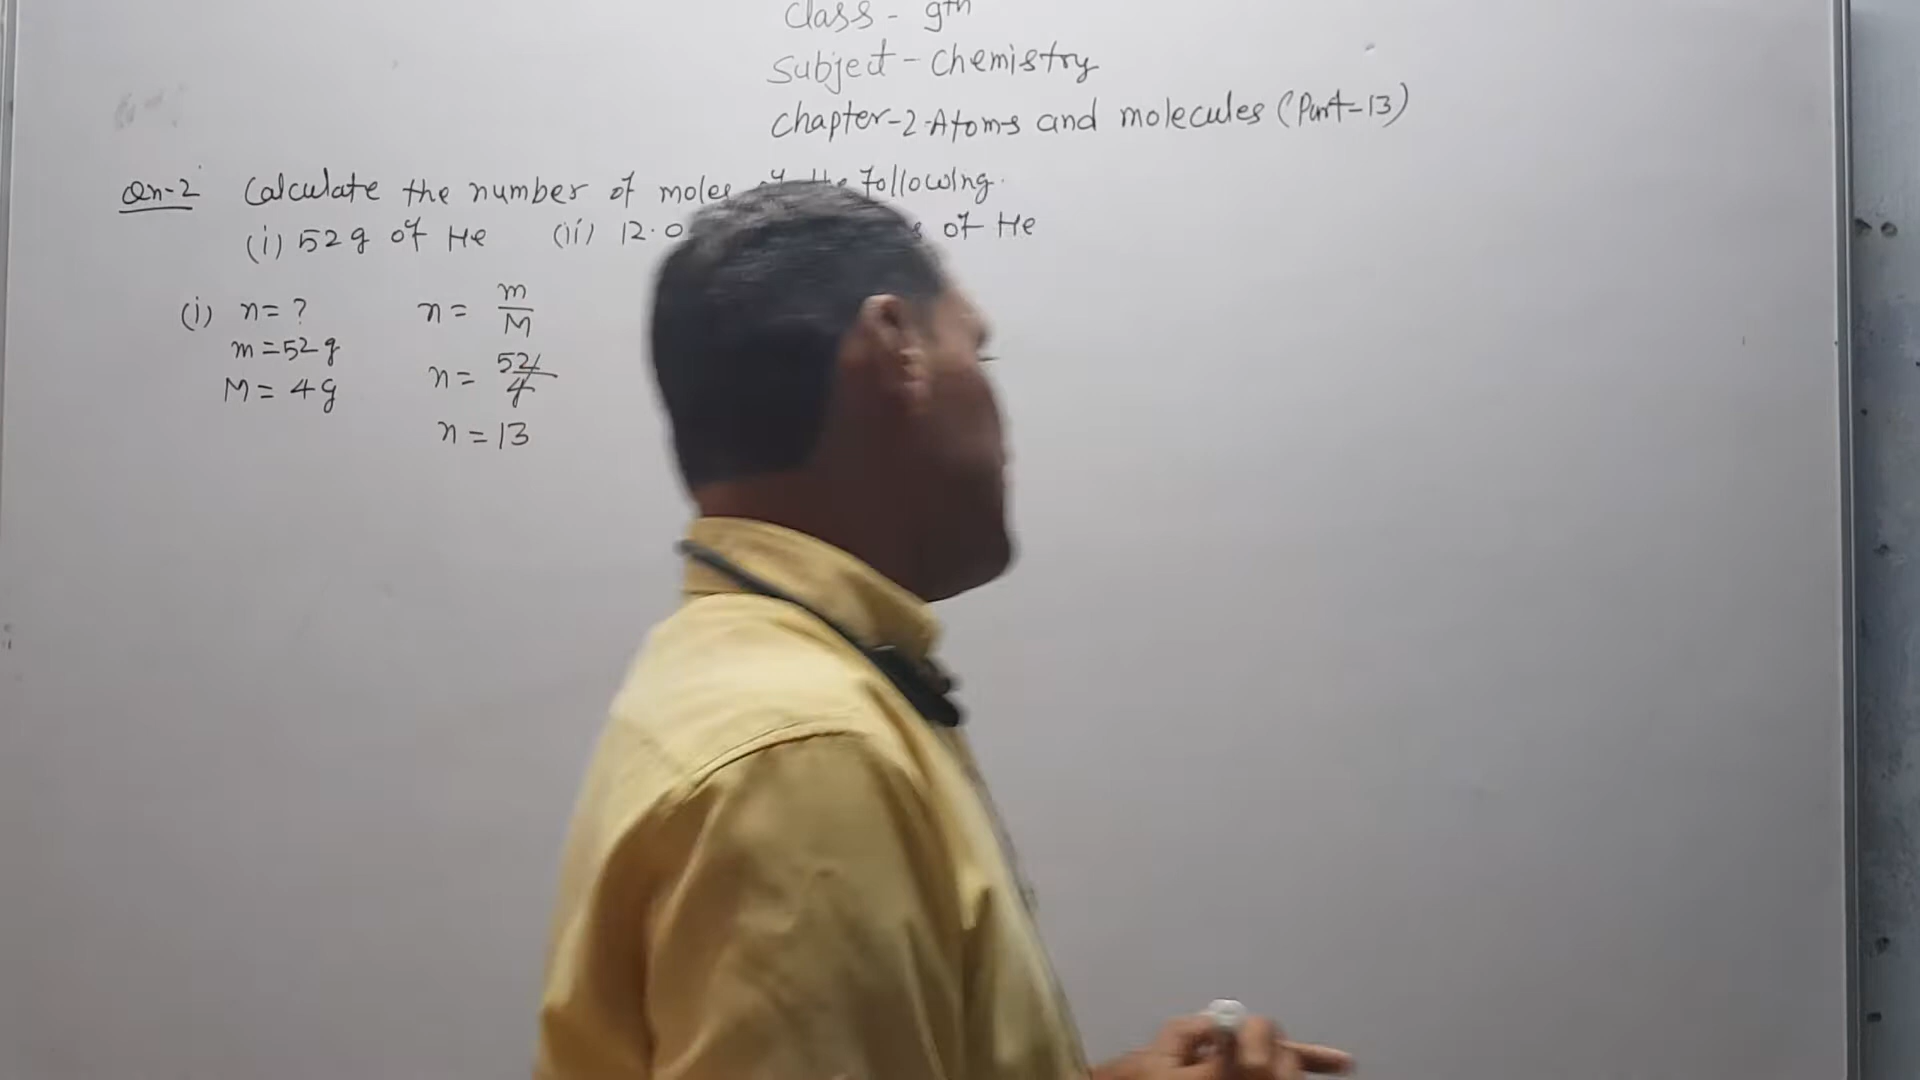 Class - 9th
Subject - Chemistry
Chapter-2-Atoms and molecules (Part-13)
Qn-2 Calculate the number of moles following.
(i) 52g of He (ii) 12.0 of He
(i) n = ? n = m/M
m = 52g n = 52/4
M = 4g n = 13